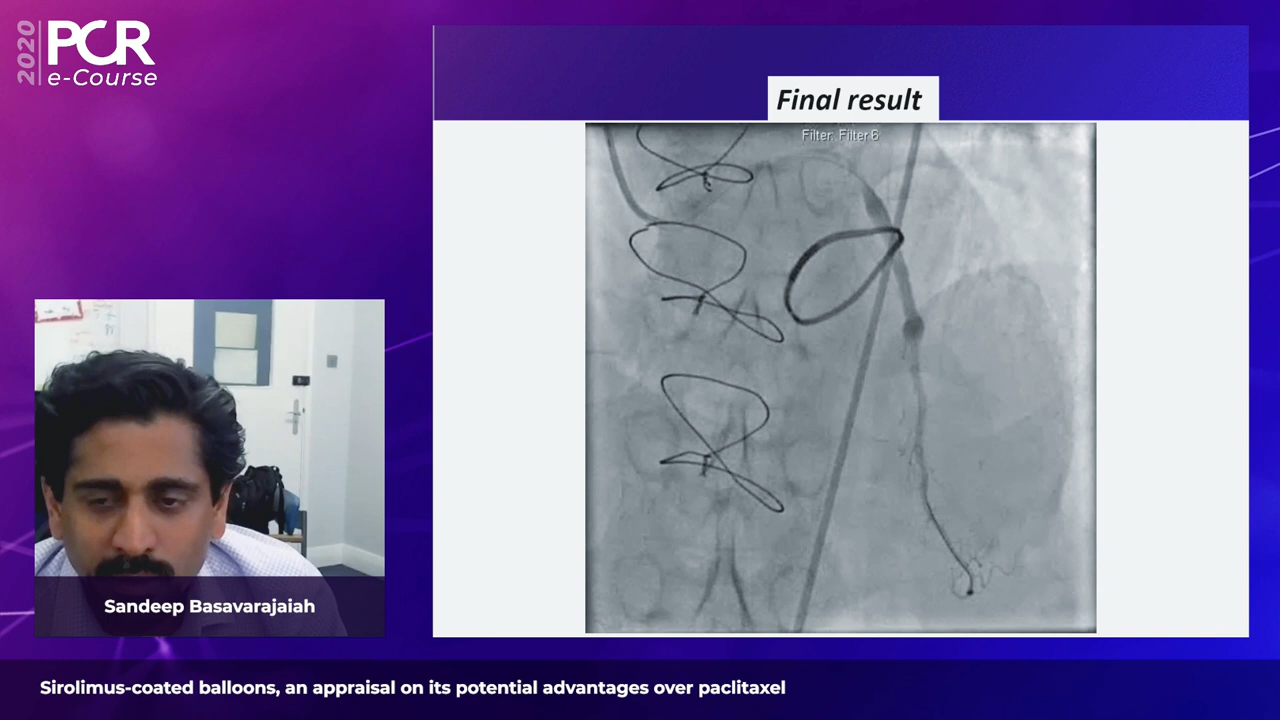 2020
PCR
e-Course
Final result
Filter: Filter 6
Sandeep Basavarajaiah
Sirolimus-coated balloons, an appraisal on its potential advantages over paclitaxel